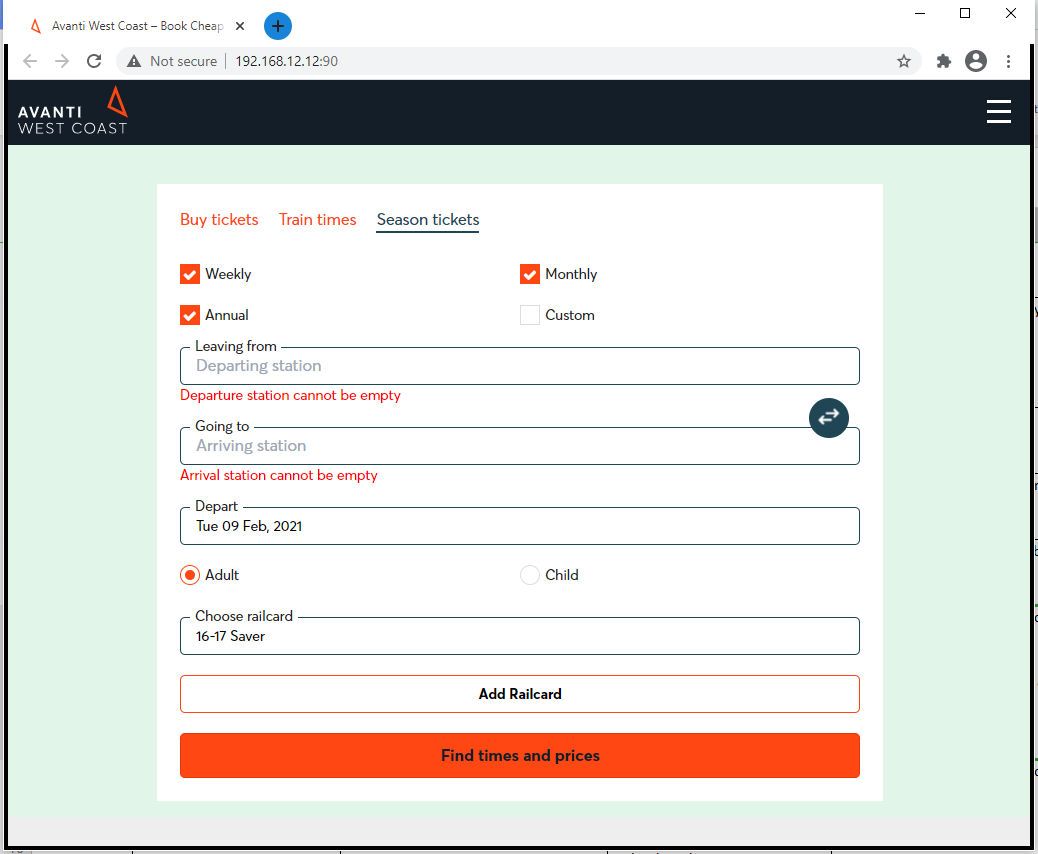 Avanti West Coast – Book Cheap
Not secure 192.168.12.12:90
AVANTI
WEST COAST
Buy tickets Train times Season tickets
Weekly Monthly
Annual Custom
Leaving from
Departing station
Departure station cannot be empty
Going to
Arriving station
Arrival station cannot be empty
Depart
Tue 09 Feb, 2021
Adult Child
Choose railcard
16-17 Saver
Add Railcard
Find times and prices